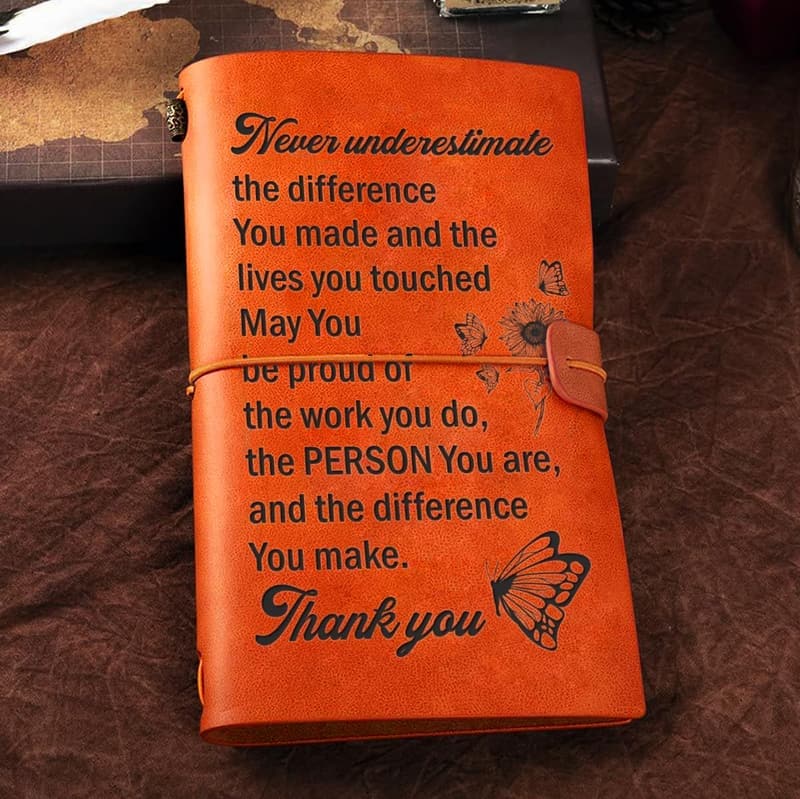 Never underestimate
the difference
You made and the
lives you touched
May You
be proud of
the work you do,
the PERSON You are,
and the difference
You make.
Thank you